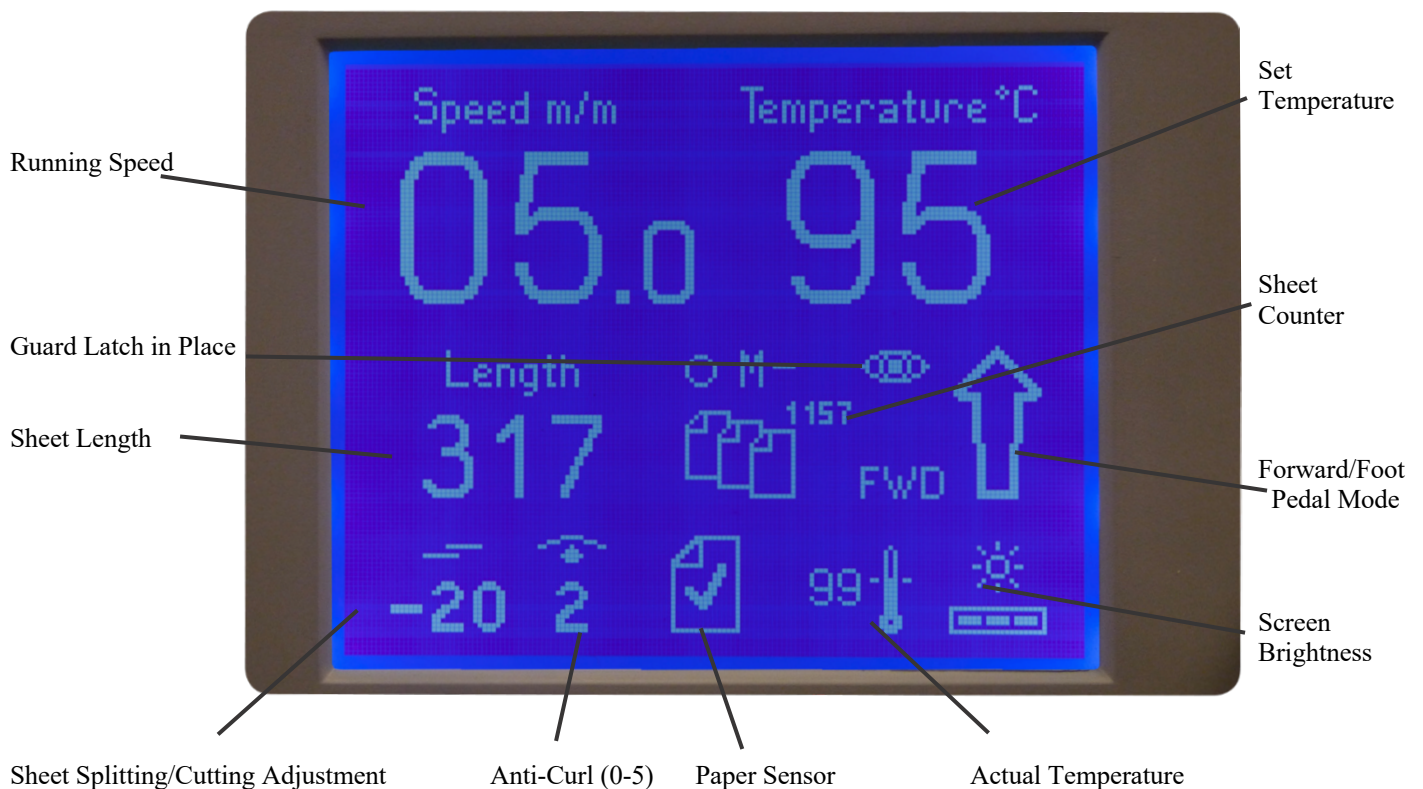 Set
Temperature
Speed m/m
Temperature °C
Running Speed
05.0
95
Sheet
Counter
Guard Latch in Place
Length
O M
1157
Sheet Length
317
FWD
Forward/Foot
Pedal Mode
-20
2
99
Screen
Brightness
Sheet Splitting/Cutting Adjustment
Anti-Curl (0-5)
Paper Sensor
Actual Temperature